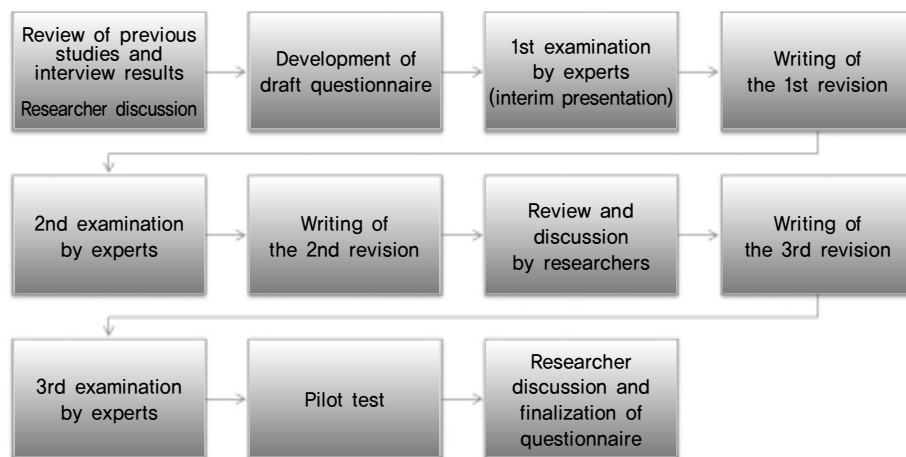 Review of previous
studies and
interview results
Researcher discussion
Development of
draft questionnaire
1st examination
by experts
(interim presentation)
Writing of
the 1st revision
2nd examination
by experts
Writing of
the 2nd revision
Review and
discussion
by researchers
Writing of
the 3rd revision
3rd examination
by experts
Pilot test
Researcher
discussion and
finalization of
questionnaire